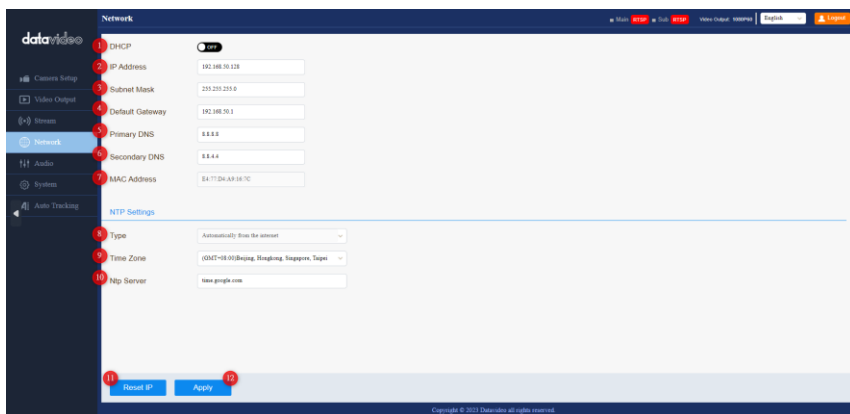 Network
Main RTSP Sub RTSP Video Output 1080P60 English Logout
datavideo
Camera Setup
Video Output
Stream
Network
Audio
System
Auto Tracking
1 DHCP OFF
2 IP Address 192.168.50.128
3 Subnet Mask 255.255.255.0
4 Default Gateway 192.168.50.1
5 Primary DNS 8.8.8.8
6 Secondary DNS 8.8.4.4
7 MAC Address E4:77:D4:A9:16:7C
NTP Settings
8 Type Automatically from the internet
9 Time Zone (GMT+08:00)Beijing, Hongkong, Singapore, Taipei
10 Ntp Server time.google.com
11 Reset IP
12 Apply
Copyright © 2023 Datavideo all rights reserved